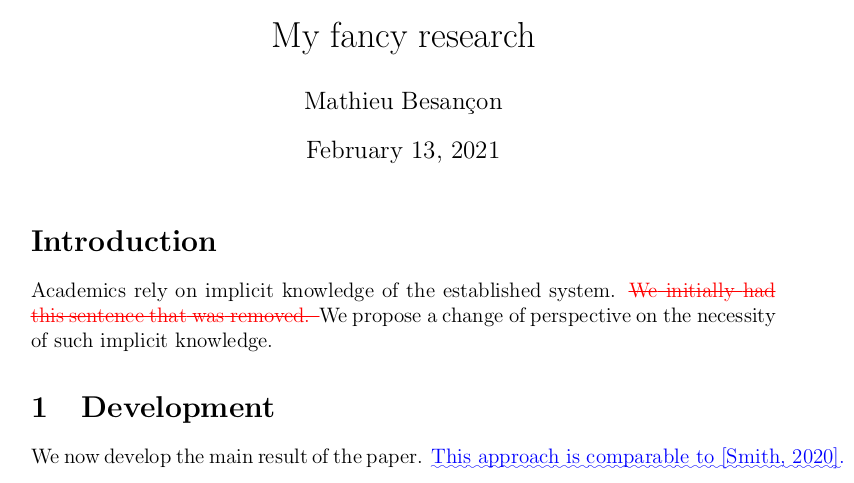 My fancy research
Mathieu Besançon
February 13, 2021
Introduction
Academics rely on implicit knowledge of the established system. We initially had
this sentence that was removed. We propose a change of perspective on the necessity
of such implicit knowledge.
1 Development
We now develop the main result of the paper. This approach is comparable to [Smith, 2020].